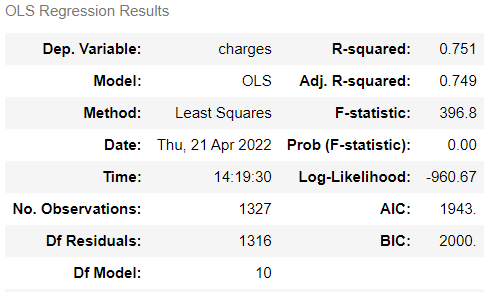 OLS Regression Results
Dep. Variable: charges R-squared: 0.751
Model: OLS Adj. R-squared: 0.749
Method: Least Squares F-statistic: 396.8
Date: Thu, 21 Apr 2022 Prob (F-statistic): 0.00
Time: 14:19:30 Log-Likelihood: -960.67
No. Observations: 1327 AIC: 1943.
Df Residuals: 1316 BIC: 2000.
Df Model: 10